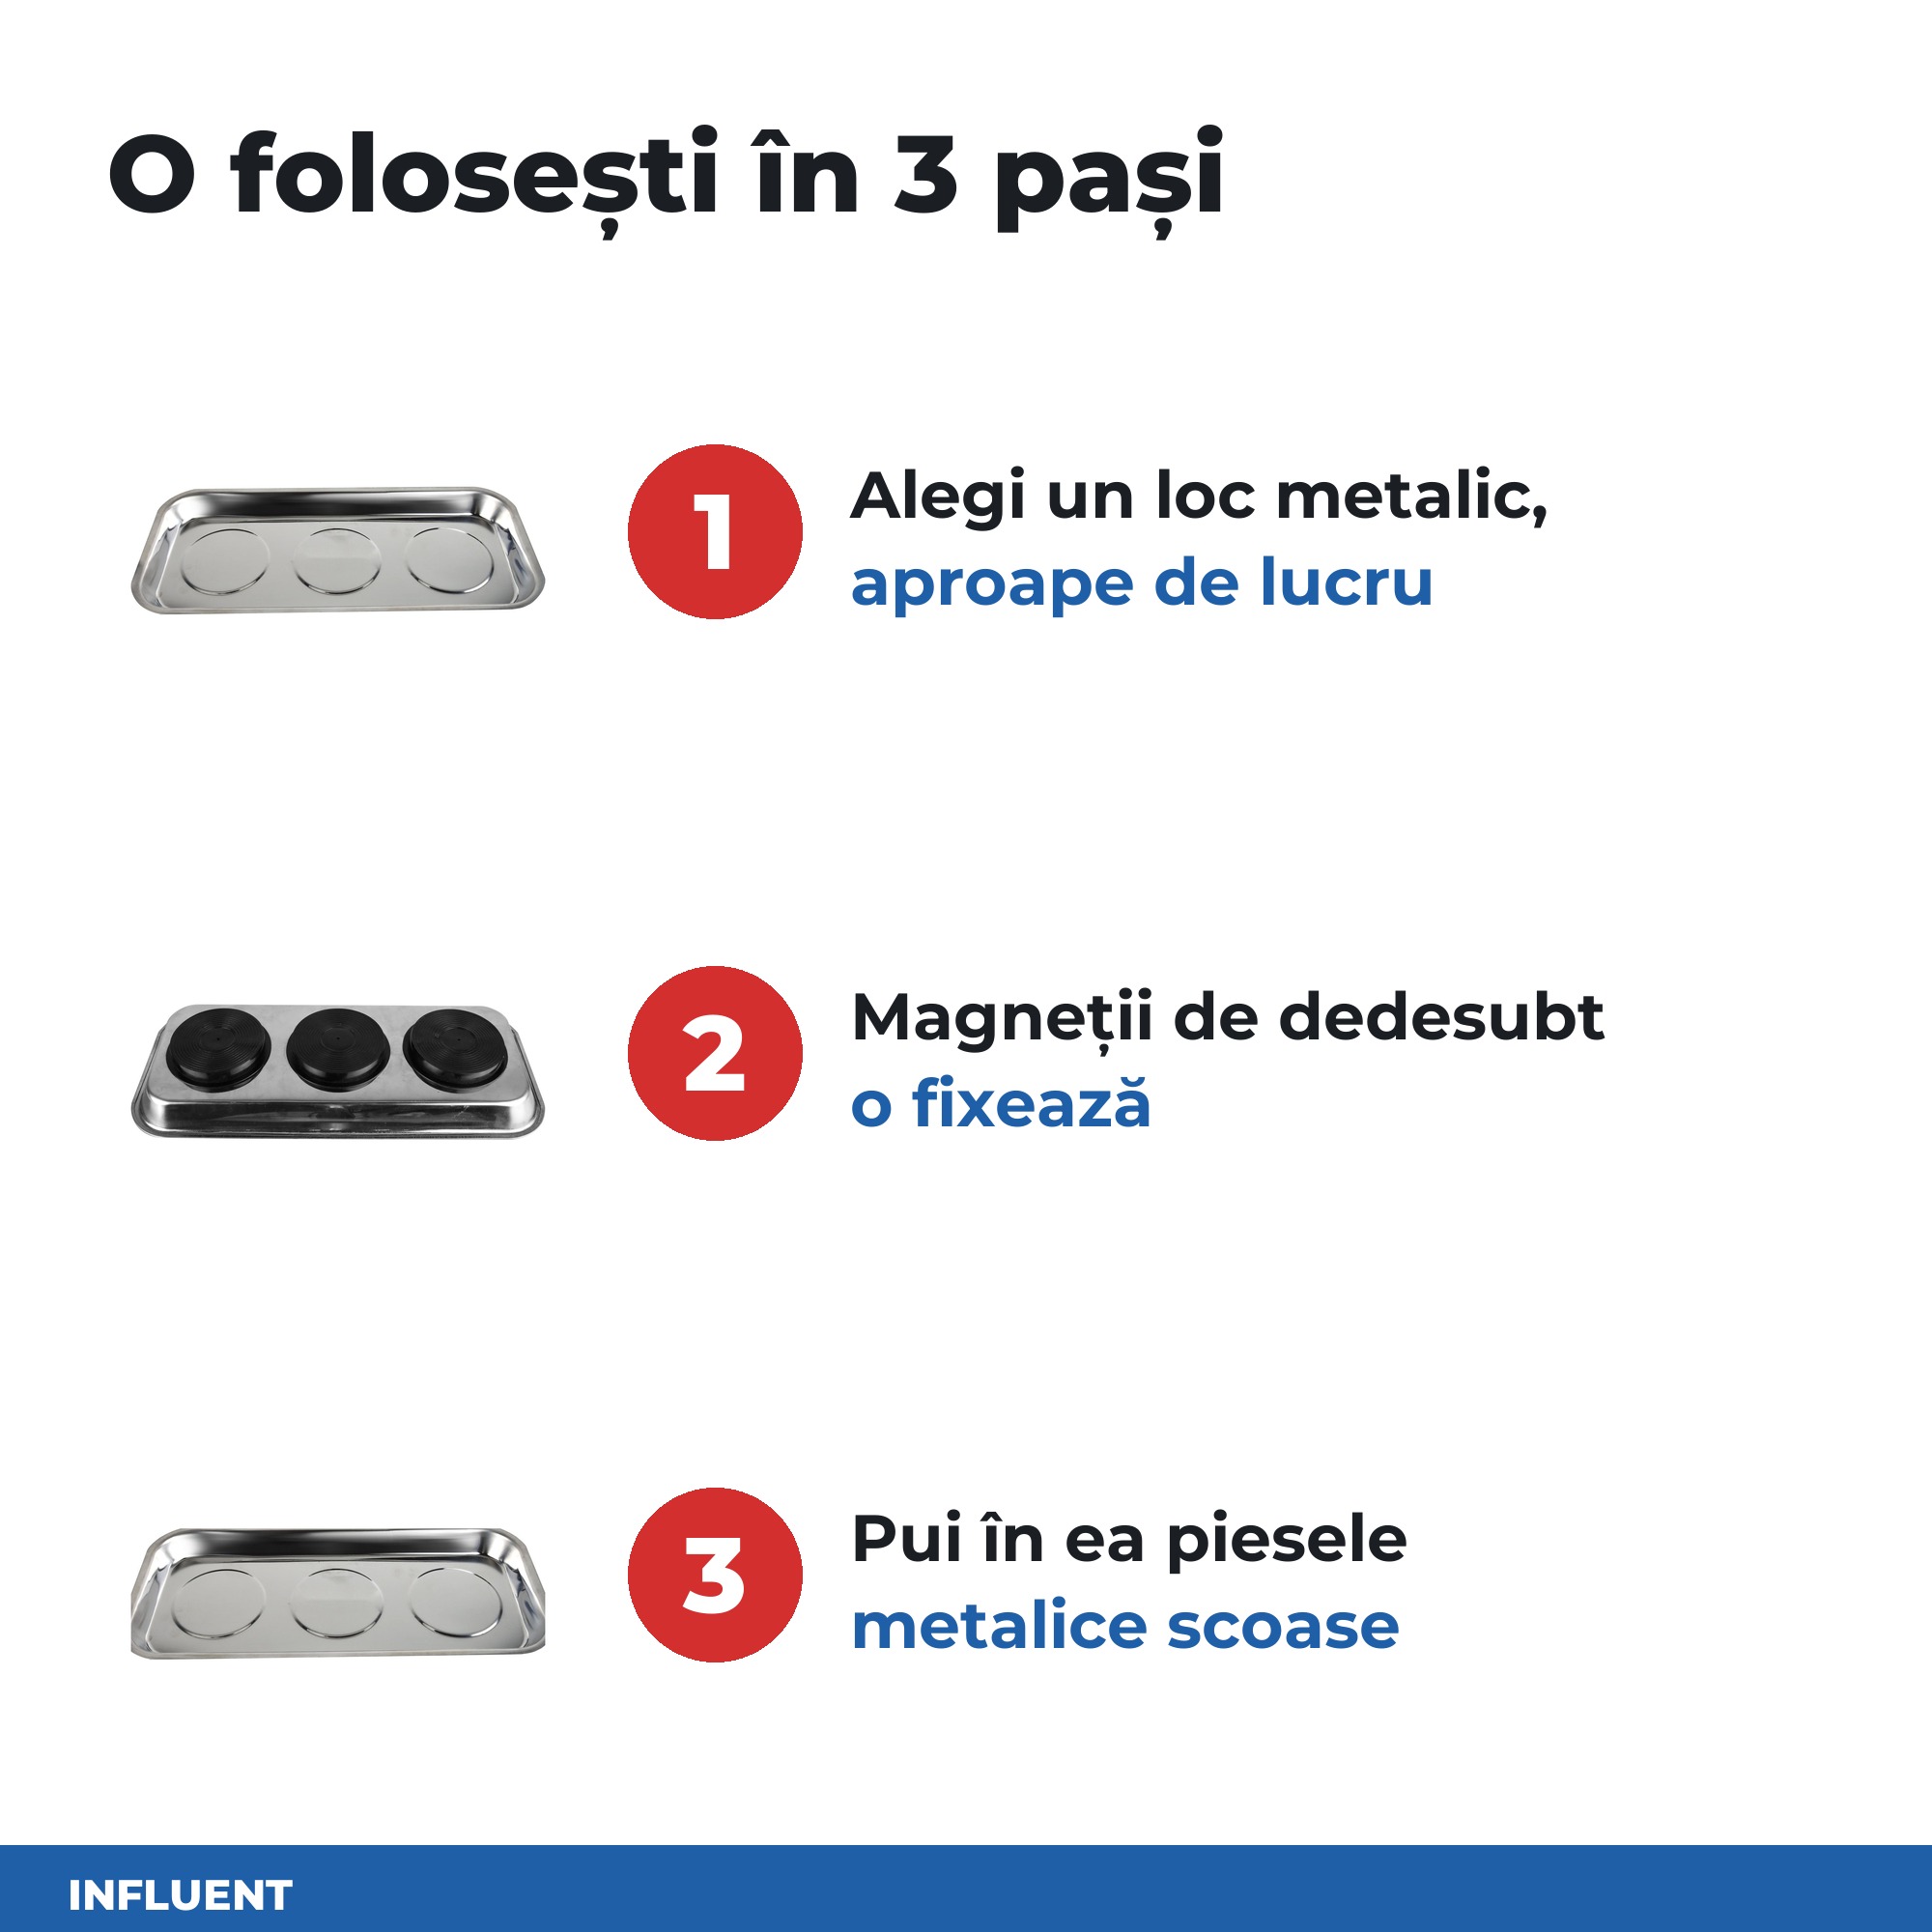 O folosești în 3 pași
1
Alegi un loc metalic,
aproape de lucru
2
Magneții de dedesubt
o fixează
3
Pui în ea piesele
metalice scoase
INFLUENT